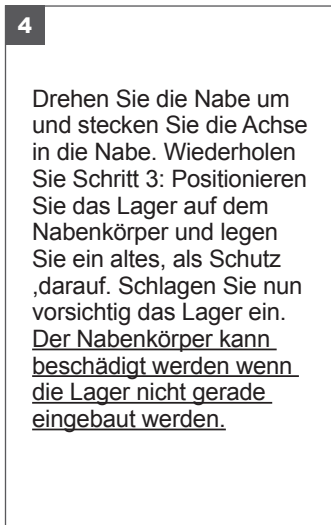 4
Drehen Sie die Nabe um
und stecken Sie die Achse
in die Nabe. Wiederholen
Sie Schritt 3: Positionieren
Sie das Lager auf dem
Nabenkörper und legen
Sie ein altes, als Schutz
,darauf. Schlagen Sie nun
vorsichtig das Lager ein.
Der Nabenkörper kann
beschädigt werden wenn
die Lager nicht gerade
eingebaut werden.